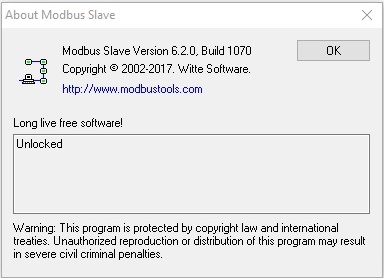 About Modbus Slave
Modbus Slave Version 6.2.0, Build 1070
OK
Copyright © 2002-2017. Witte Software.
http://www.modbustools.com
Long live free software!
Unlocked
Warning: This program is protected by copyright law and international
treaties. Unauthorized reproduction or distribution of this program may result
in severe civil criminal penalties.